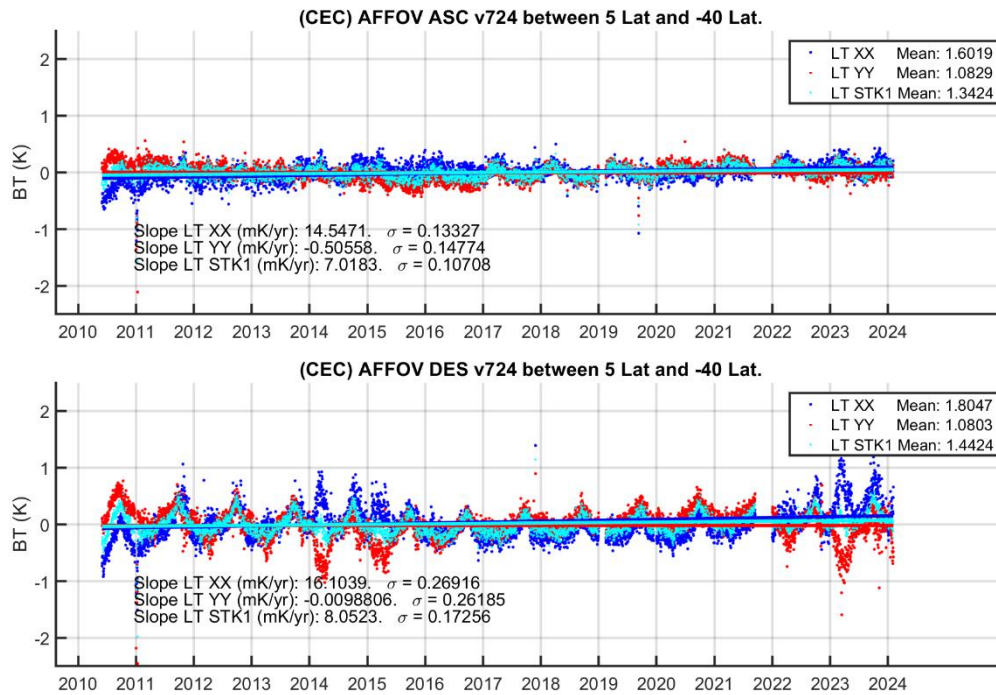 (CEC) AFFOV ASC v724 between 5 Lat and -40 Lat.
2
1
0
-1
-2
BT (K)
LT XX Mean: 1.6019
LT YY Mean: 1.0829
LT STK1 Mean: 1.3424
Slope LT XX (mK/yr): 14.5471. σ = 0.13327
Slope LT YY (mK/yr): -0.50558. σ = 0.14774
Slope LT STK1 (mK/yr): 7.0183. σ = 0.10708
2010 2011 2012 2013 2014 2015 2016 2017 2018 2019 2020 2021 2022 2023 2024
(CEC) AFFOV DES v724 between 5 Lat and -40 Lat.
2
1
0
-1
-2
BT (K)
LT XX Mean: 1.8047
LT YY Mean: 1.0803
LT STK1 Mean: 1.4424
Slope LT XX (mK/yr): 16.1039. σ = 0.26916
Slope LT YY (mK/yr): -0.0098806. σ = 0.26185
Slope LT STK1 (mK/yr): 8.0523. σ = 0.17256
2010 2011 2012 2013 2014 2015 2016 2017 2018 2019 2020 2021 2022 2023 2024